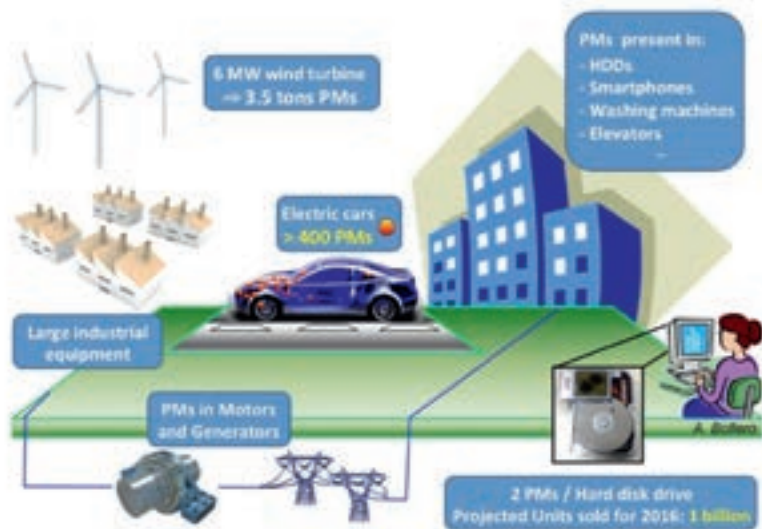 6 MW wind turbine
⇨ 3.5 tons PMs
PMs present in:
- HDDs
- Smartphones
- Washing machines
- Elevators
...
Electric cars
> 400 PMs
Large industrial
equipment
PMs in Motors
and Generators
A. Bollero
2 PMs / Hard disk drive
Projected Units sold for 2016: 1 billion